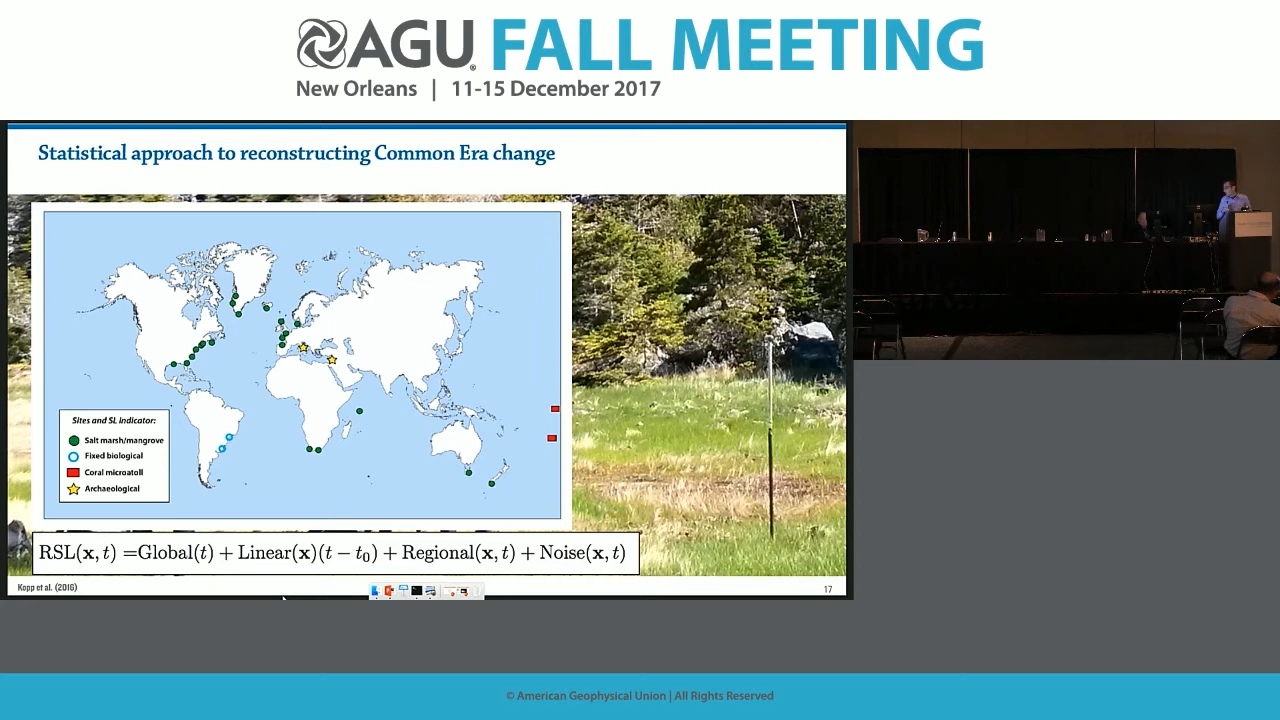 AGU FALL MEETING
New Orleans | 11-15 December 2017
Statistical approach to reconstructing Common Era change
Sites and SL indicator:
Salt marsh/mangrove
Fixed biological
Coral microatoll
Archaeological
RSL(x, t) =Global(t) + Linear(x)(t − t₀) + Regional(x, t) + Noise(x, t)
Kopp et al. (2016)
17
© American Geophysical Union | All Rights Reserved